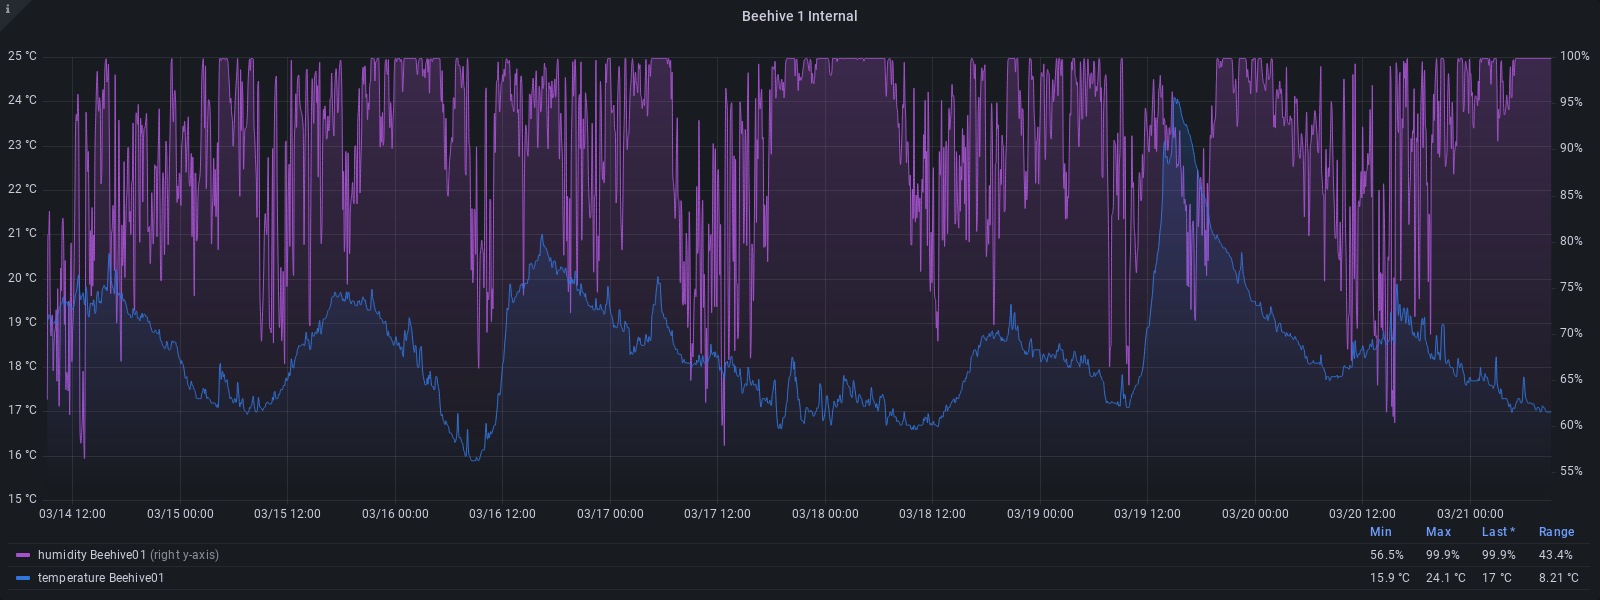 i
Beehive 1 Internal
25 °C 100%
24 °C 95%
23 °C 90%
22 °C 85%
21 °C 80%
20 °C 75%
19 °C 70%
18 °C 65%
17 °C 60%
16 °C 55%
15 °C
03/14 12:00 03/15 00:00 03/15 12:00 03/16 00:00 03/16 12:00 03/17 00:00 03/17 12:00 03/18 00:00 03/18 12:00 03/19 00:00 03/19 12:00 03/20 00:00 03/20 12:00 03/21 00:00
Min Max Last * Range
humidity Beehive01 (right y-axis) 56.5% 99.9% 99.9% 43.4%
temperature Beehive01 15.9 °C 24.1 °C 17 °C 8.21 °C